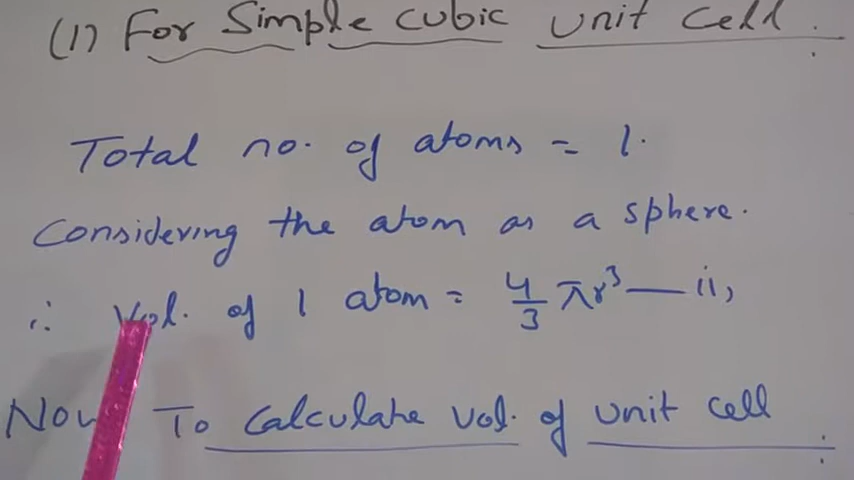 (1) For Simple cubic unit cell :
Total no. of atoms = 1.
Considering the atom as a sphere.
∴ Vol. of 1 atom = 4/3 πr³ — ii,
Now To calculate vol. of unit cell :